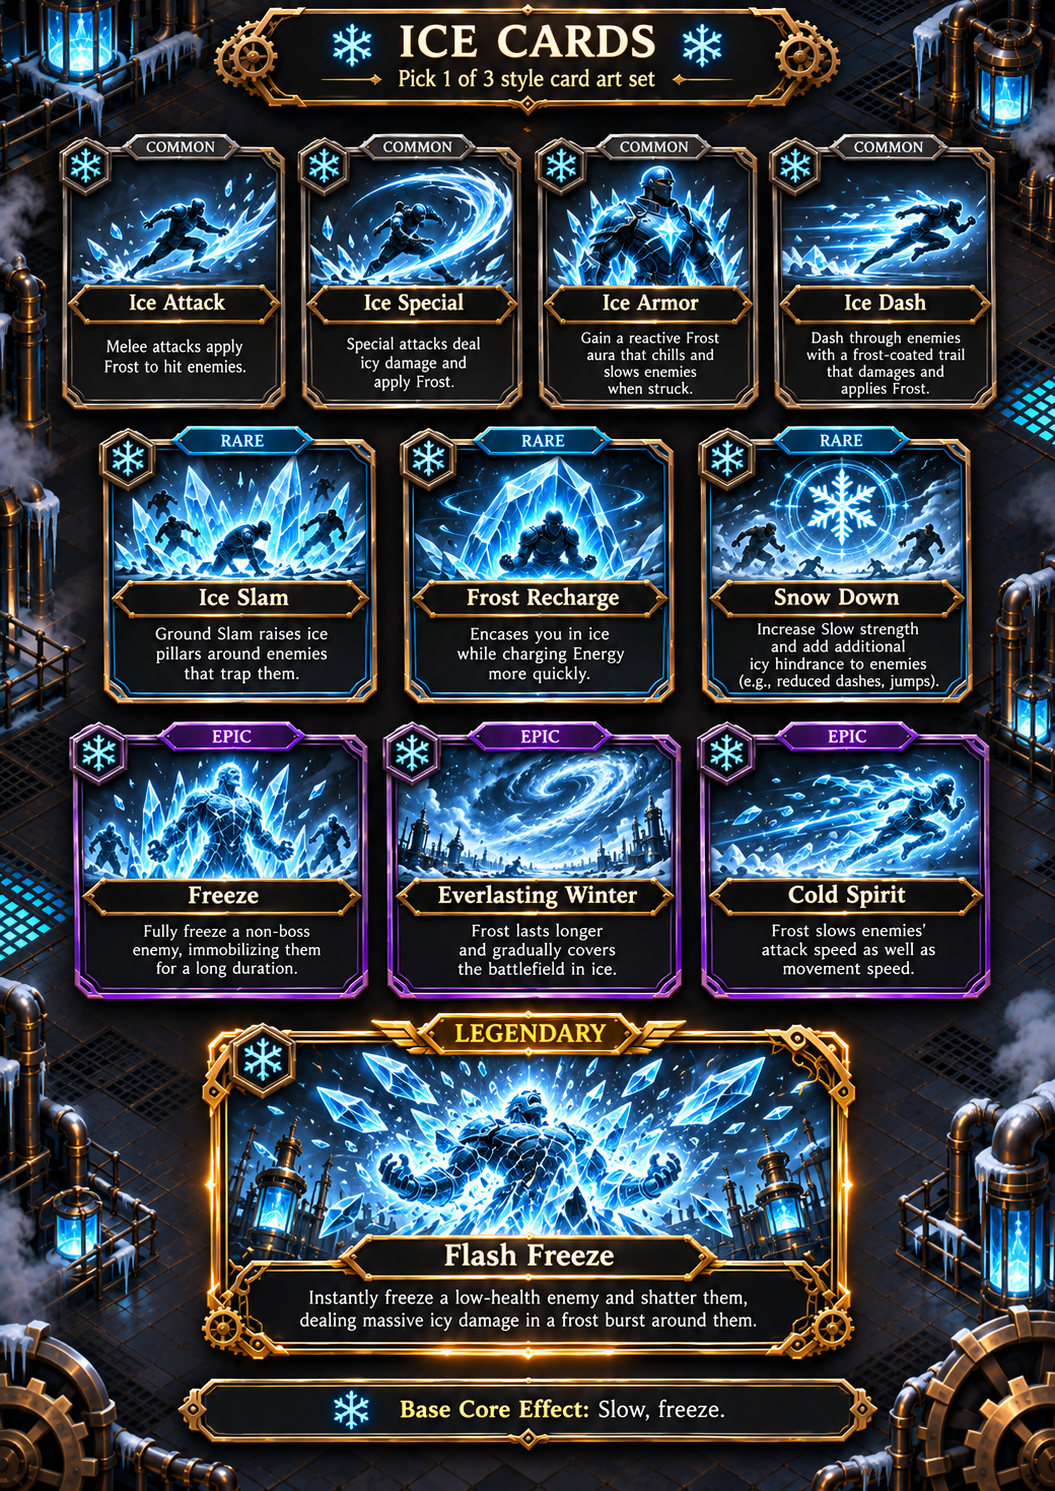 ICE CARDS
Pick 1 of 3 style card art set
COMMON
Ice Attack
Melee attacks apply
Frost to hit enemies.
COMMON
Ice Special
Special attacks deal
icy damage and
apply Frost.
COMMON
Ice Armor
Gain a reactive Frost
aura that chills and
slows enemies
when struck.
COMMON
Ice Dash
Dash through enemies
with a frost-coated trail
that damages and
applies Frost.
RARE
Ice Slam
Ground Slam raises ice
pillars around enemies
that trap them.
RARE
Frost Recharge
Encases you in ice
while charging Energy
more quickly.
RARE
Snow Down
Increase Slow strength
and add additional
icy hindrance to enemies
(e.g., reduced dashes, jumps).
EPIC
Freeze
Fully freeze a non-boss
enemy, immobilizing them
for a long duration.
EPIC
Everlasting Winter
Frost lasts longer
and gradually covers
the battlefield in ice.
EPIC
Cold Spirit
Frost slows enemies'
attack speed as well as
movement speed.
LEGENDARY
Flash Freeze
Instantly freeze a low-health enemy and shatter them,
dealing massive icy damage in a frost burst around them.
Base Core Effect: Slow, freeze.